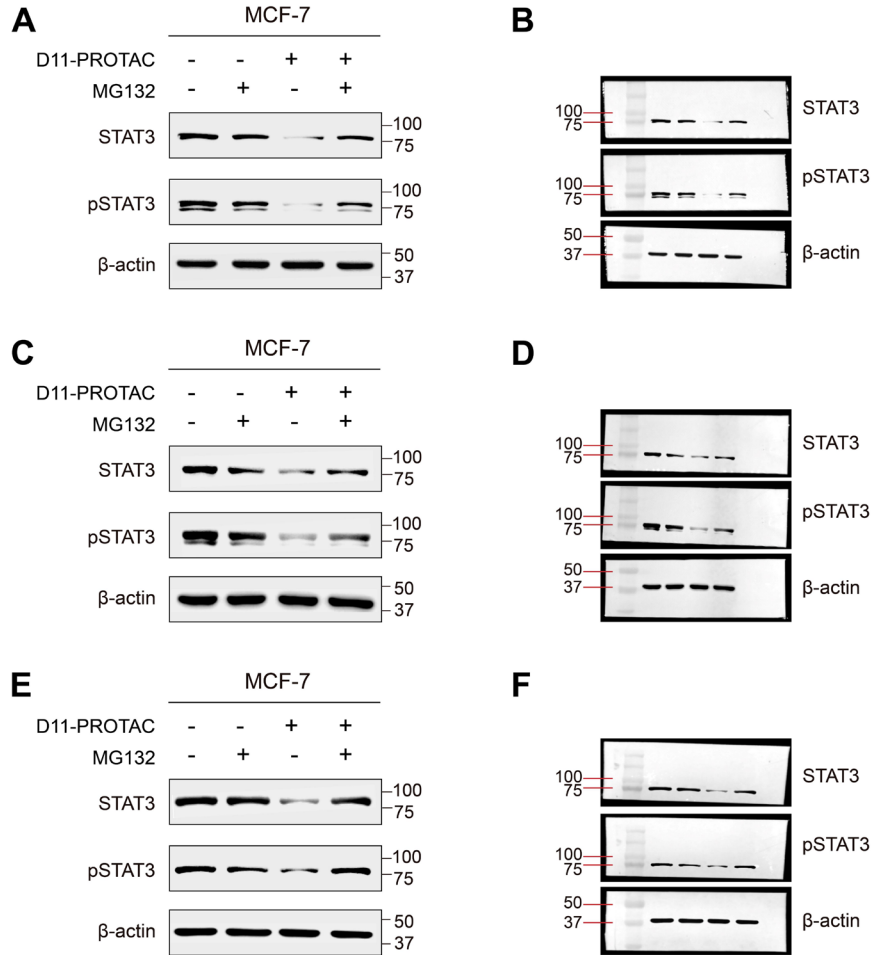 A
MCF-7
D11-PROTAC - - + +
MG132 - + - +
STAT3
100
75
pSTAT3
100
75
β-actin
50
37
B
100
75
STAT3
100
75
pSTAT3
50
37
β-actin
C
MCF-7
D11-PROTAC - - + +
MG132 - + - +
STAT3
100
75
pSTAT3
100
75
β-actin
50
37
D
100
75
STAT3
100
75
pSTAT3
50
37
β-actin
E
MCF-7
D11-PROTAC - - + +
MG132 - + - +
STAT3
100
75
pSTAT3
100
75
β-actin
50
37
F
100
75
STAT3
100
75
pSTAT3
50
37
β-actin